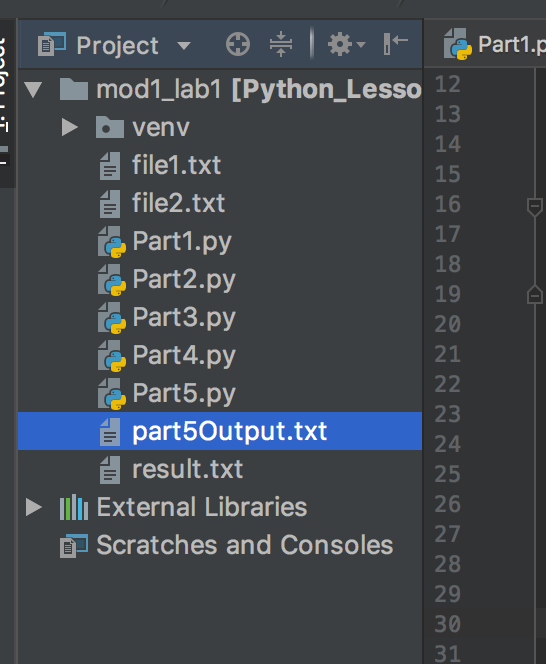 Project
Part1.p
1: Project
mod1_lab1 [Python_Lesso
venv
file1.txt
file2.txt
Part1.py
Part2.py
Part3.py
Part4.py
Part5.py
part5Output.txt
result.txt
External Libraries
Scratches and Consoles
12
13
14
15
16
17
18
19
20
21
22
23
24
25
26
27
28
29
30
31